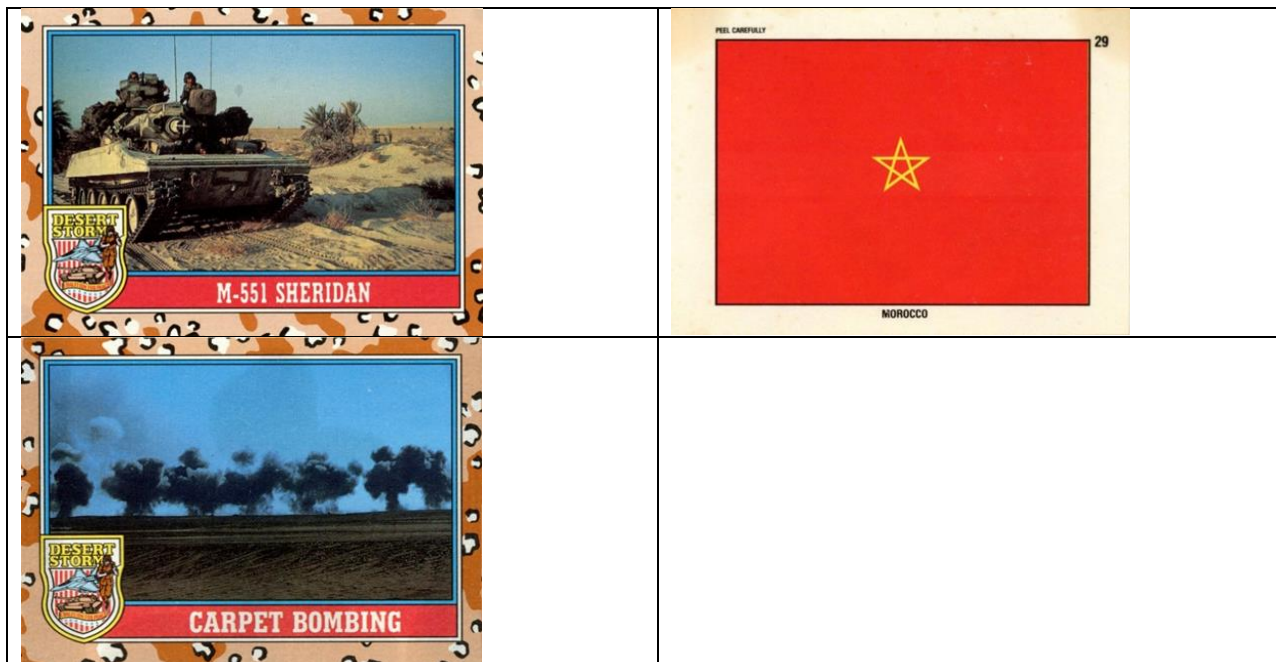 DESERT
STORM
M-551 SHERIDAN
PEEL CAREFULLY
29
MOROCCO
DESERT
STORM
CARPET BOMBING